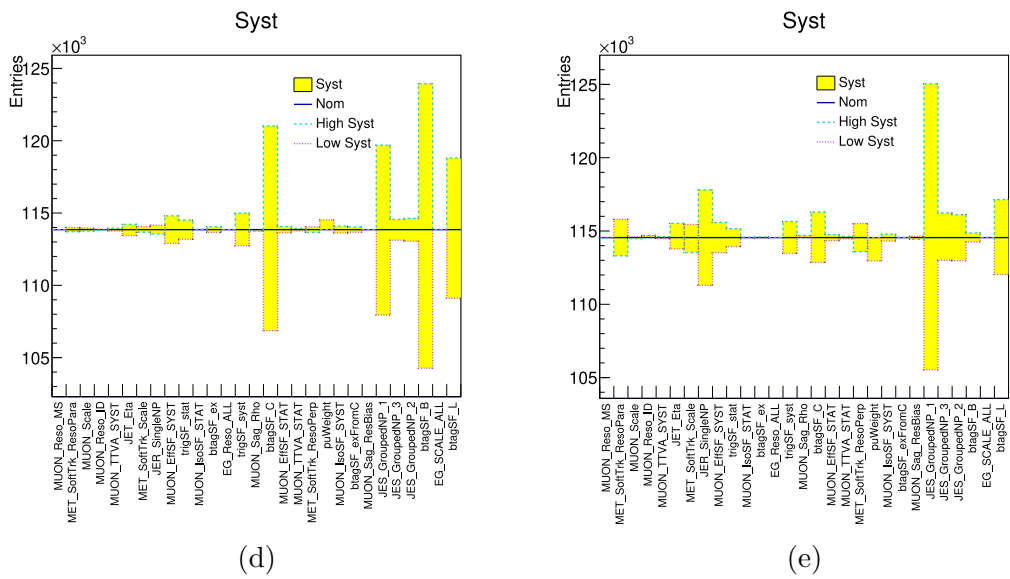 Syst
×10³
Entries
125
120
115
110
105
Syst
Nom
High Syst
Low Syst
MUON_Reso_MS
MET_SoftTrk_ResoPara
MUON_Scale
MUON_Reso_ID
MUON_TTVA_SYST
JET_Eta
MET_SoftTrk_Scale
JER_SingleNP
MUON_EffSF_SYST
trigSF_stat
MUON_IsoSF_STAT
btagSF_ex
EG_Reso_ALL
trigSF_syst
MUON_Sag_Rho
btagSF_C
MUON_EffSF_STAT
MUON_TTVA_STAT
MET_SoftTrk_ResoPerp
puWeight
MUON_IsoSF_SYST
btagSF_exFromC
MUON_Sag_ResBias
JES_GroupedNP_1
JES_GroupedNP_3
JES_GroupedNP_2
btagSF_B
EG_SCALE_ALL
btagSF_L
(d)
Syst
×10³
Entries
125
120
115
110
105
Syst
Nom
High Syst
Low Syst
MUON_Reso_MS
MET_SoftTrk_ResoPara
MUON_Scale
MUON_Reso_ID
MUON_TTVA_SYST
JET_Eta
MET_SoftTrk_Scale
JER_SingleNP
MUON_EffSF_SYST
trigSF_stat
MUON_IsoSF_STAT
btagSF_ex
EG_Reso_ALL
trigSF_syst
MUON_Sag_Rho
btagSF_C
MUON_EffSF_STAT
MUON_TTVA_STAT
MET_SoftTrk_ResoPerp
puWeight
MUON_IsoSF_SYST
btagSF_exFromC
MUON_Sag_ResBias
JES_GroupedNP_1
JES_GroupedNP_3
JES_GroupedNP_2
btagSF_B
EG_SCALE_ALL
btagSF_L
(e)